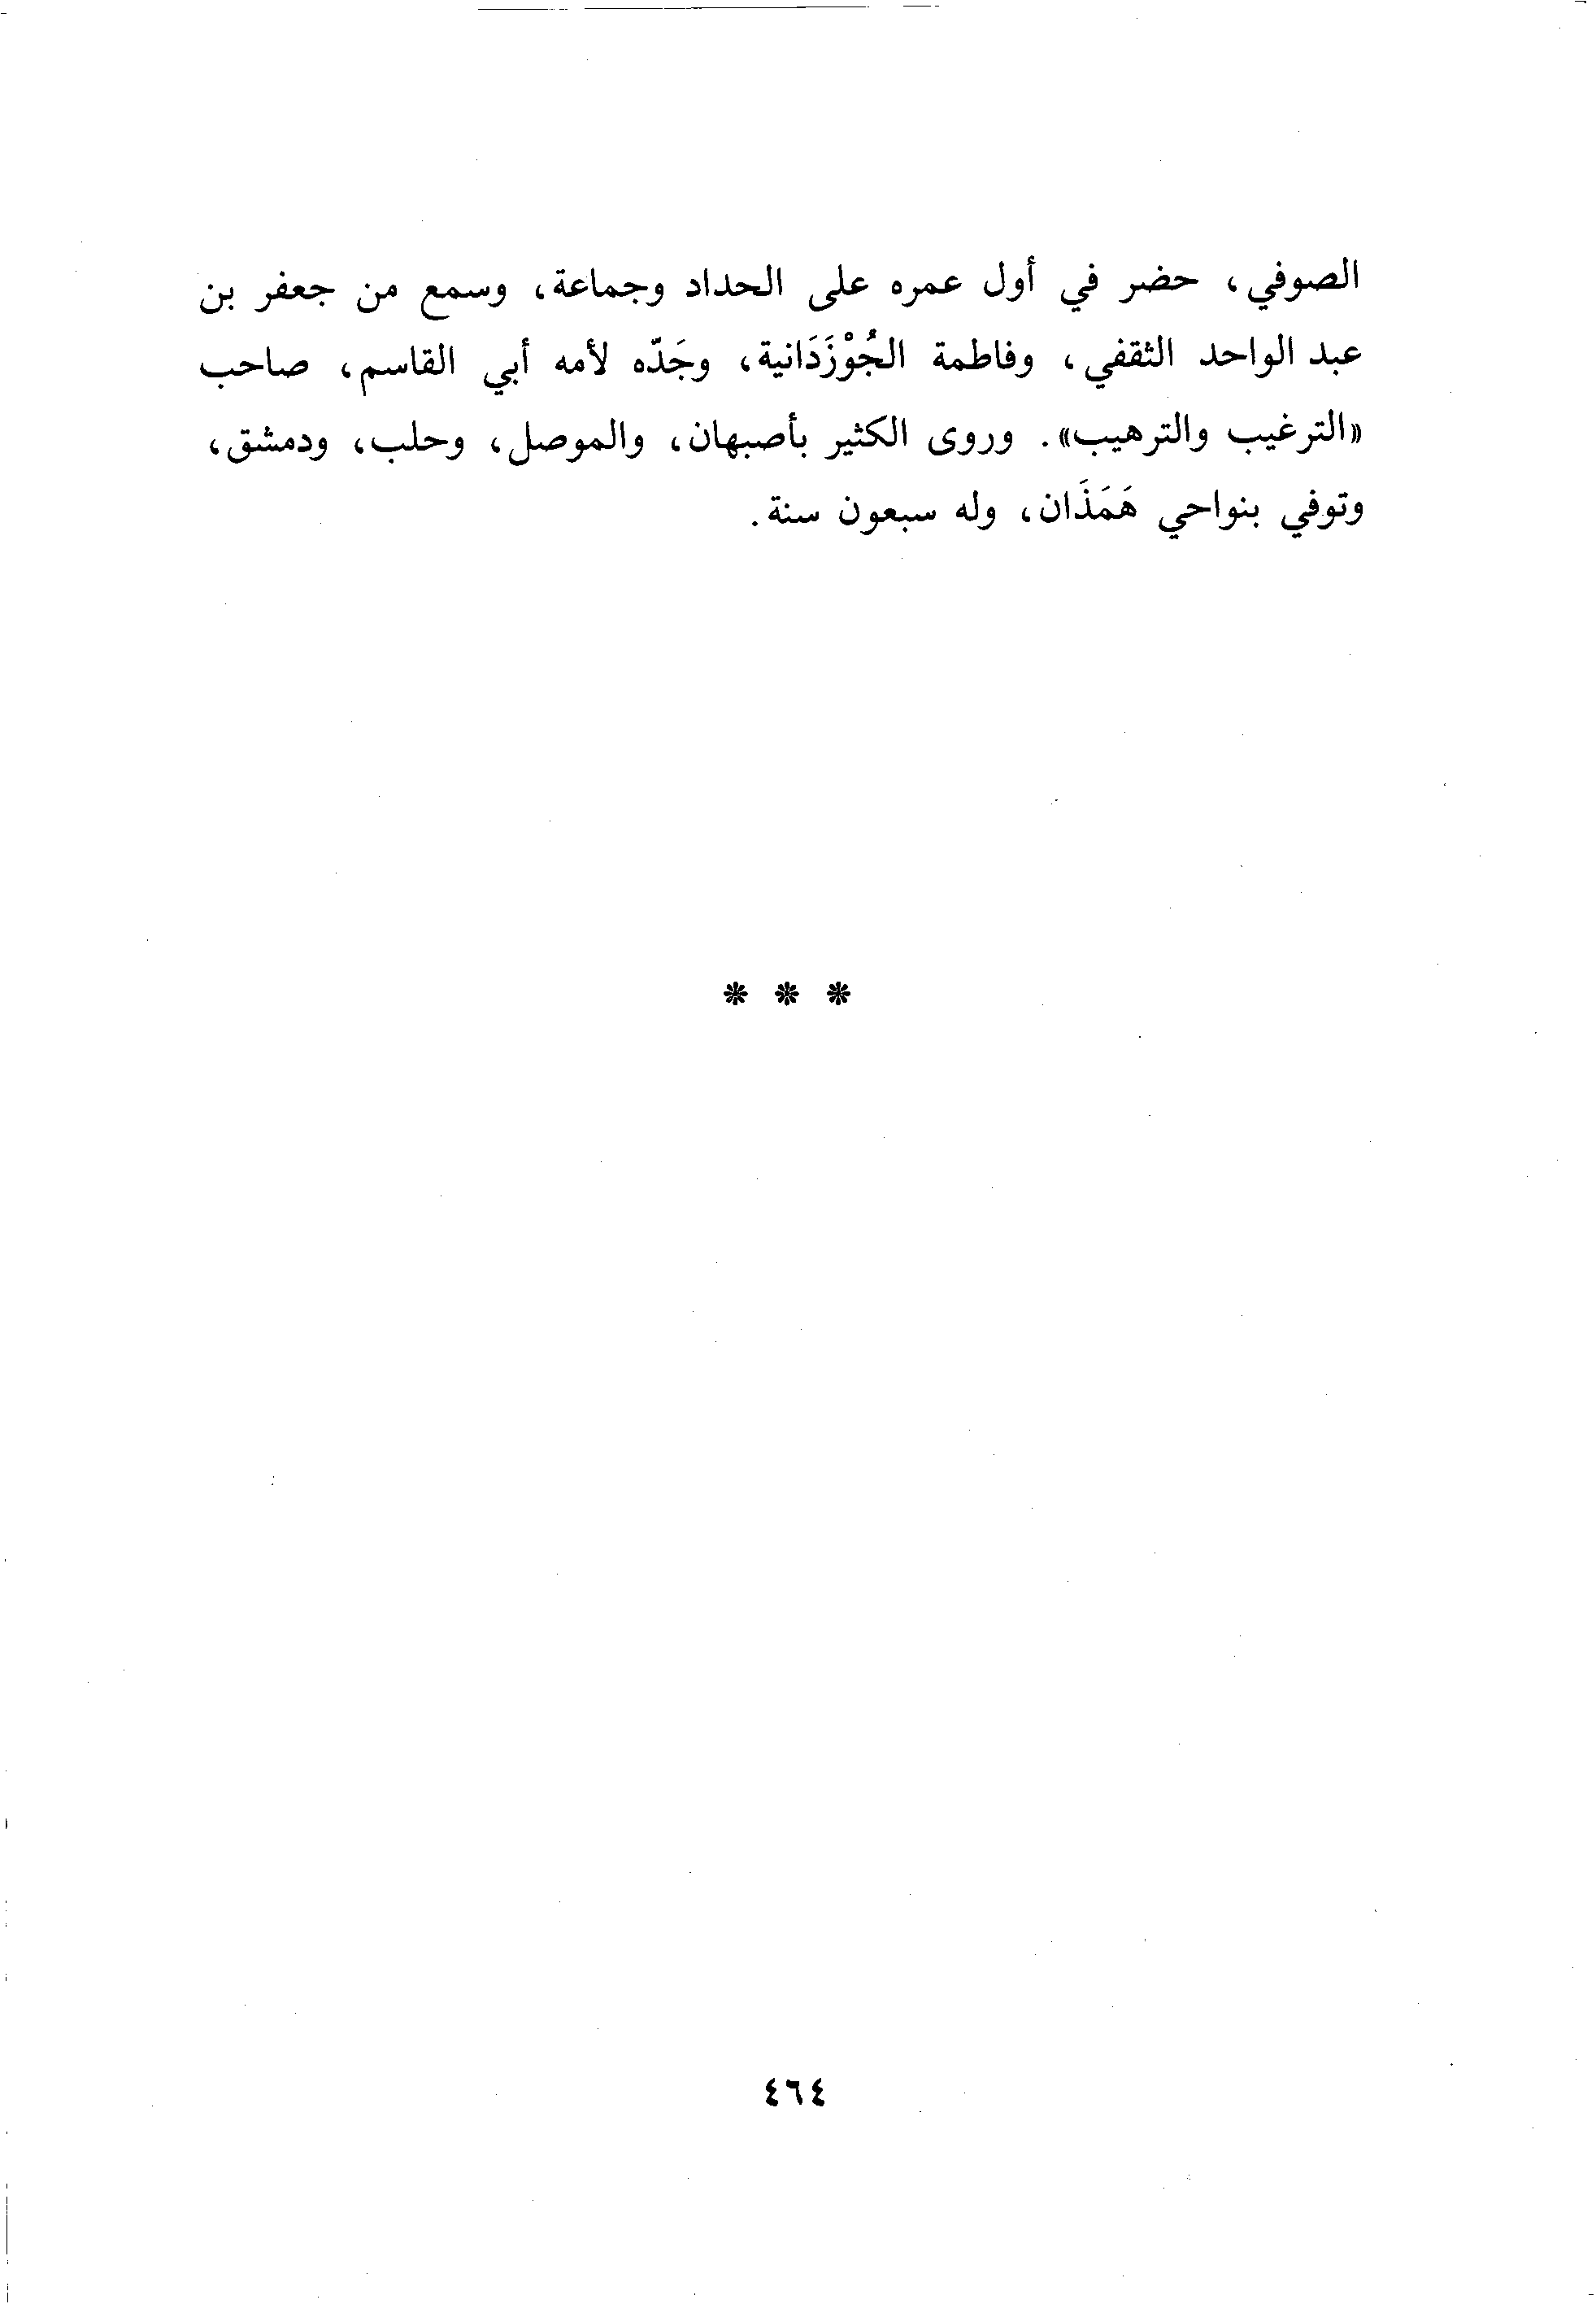 الصوفي، حضر في أول عمره على الحداد وجماعة، وسمع من جعفر بن
عبد الواحد الثقفي، وفاطمة الجُوْزَدَانية، وجَدّه لأمه أبي القاسم، صاحب
«الترغيب والترهيب». وروى الكثير بأصبهان، والموصل، وحلب، ودمشق،
وتوفي بنواحي هَمَذَان، وله سبعون سنة.
* * *
٤٦٤